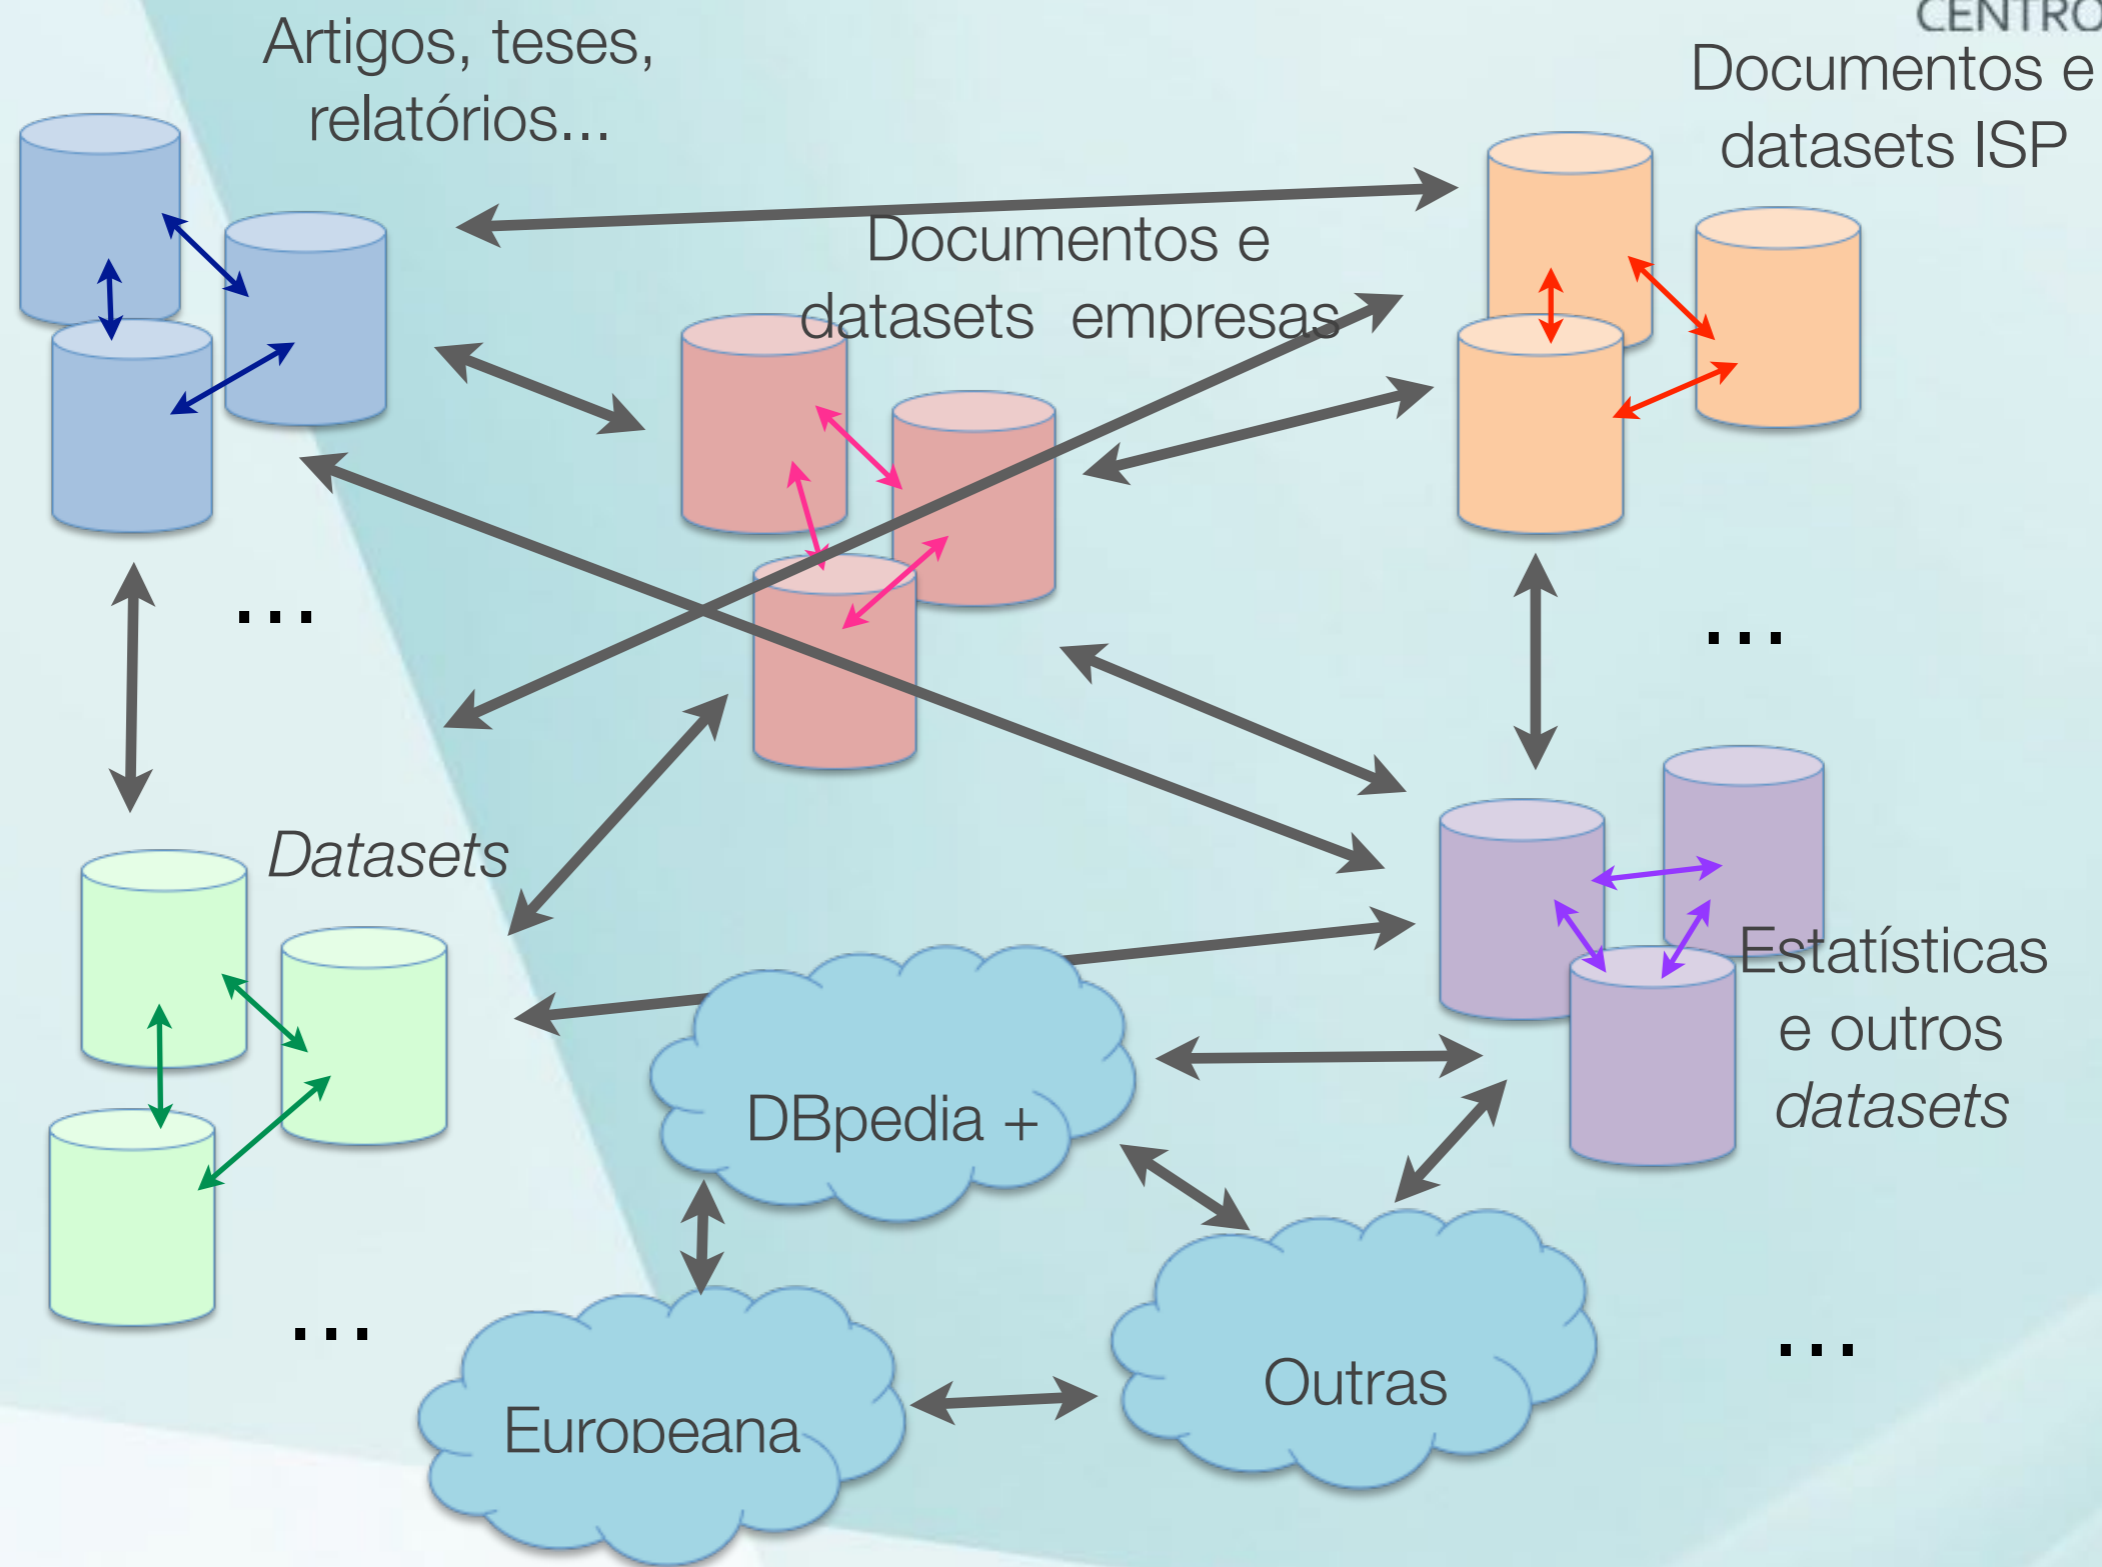 CENTRO
Artigos, teses,
relatórios...
Documentos e
datasets ISP
Documentos e
datasets empresas
...
...
Datasets
Estatísticas
e outros
datasets
DBpedia +
...
Europeana
Outras
...